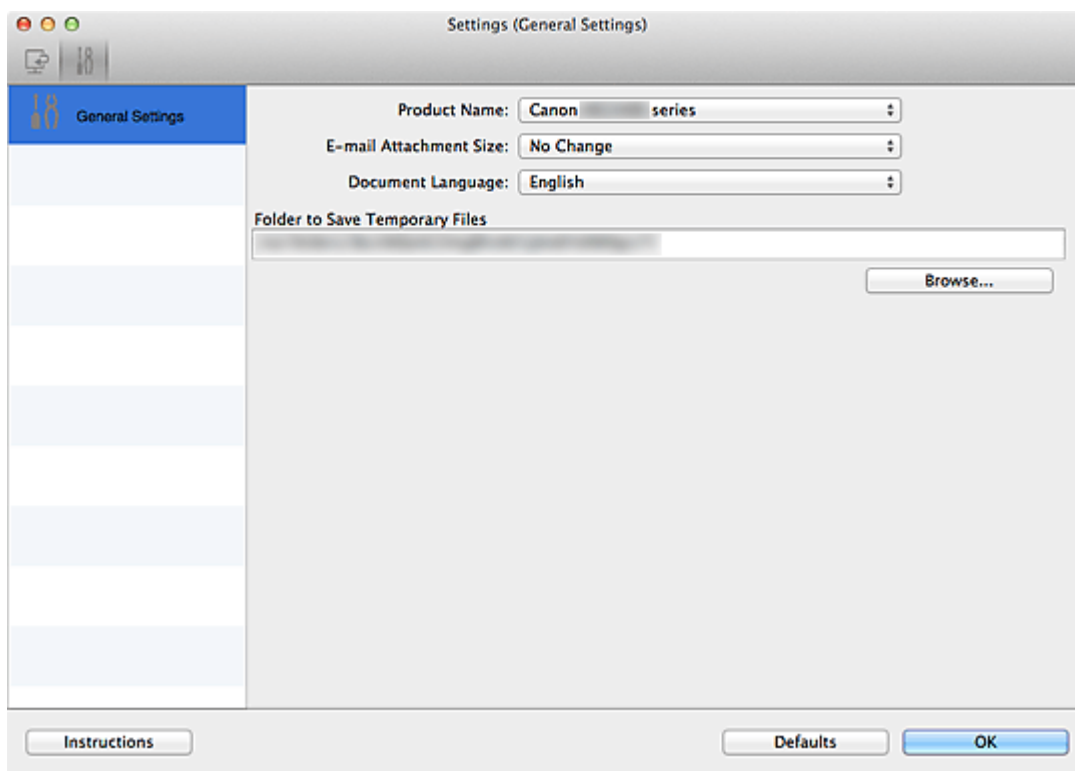 Settings (General Settings)
General Settings
Product Name: Canon series
E-mail Attachment Size: No Change
Document Language: English
Folder to Save Temporary Files
Browse...
Instructions
Defaults
OK